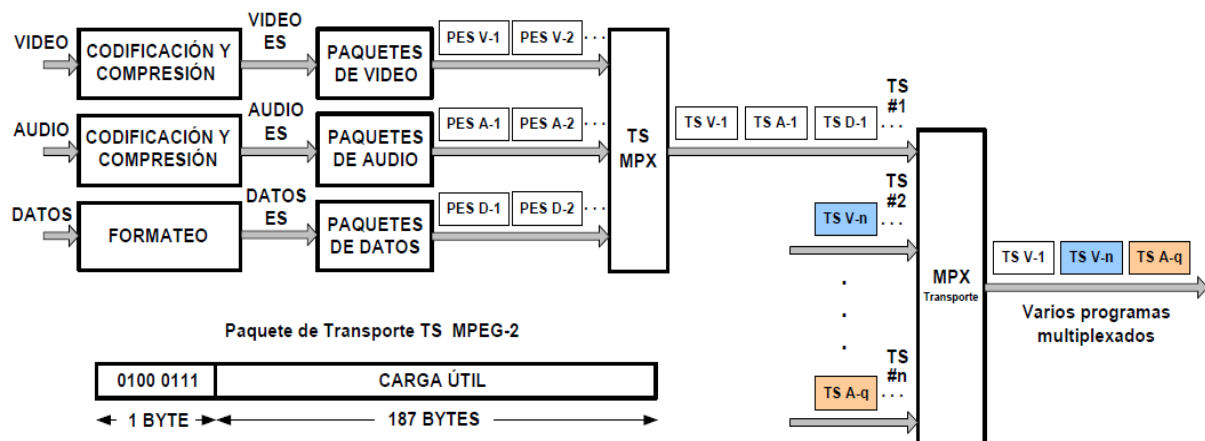 VIDEO
CODIFICACIÓN Y
COMPRESIÓN
VIDEO
ES
PAQUETES
DE VIDEO
PES V-1
PES V-2
...
AUDIO
CODIFICACIÓN Y
COMPRESIÓN
AUDIO
ES
PAQUETES
DE AUDIO
PES A-1
PES A-2
...
DATOS
FORMATEO
DATOS
ES
PAQUETES
DE DATOS
PES D-1
PES D-2
...
TS
MPX
TS V-1
TS A-1
TS D-1
...
TS
#1
TS V-n
...
TS
#2
.
.
.
TS A-q
...
TS
#n
MPX
Transporte
TS V-1
TS V-n
TS A-q
Varios programas
multiplexados
Paquete de Transporte TS MPEG-2
0100 0111
CARGA ÚTIL
1 BYTE
187 BYTES